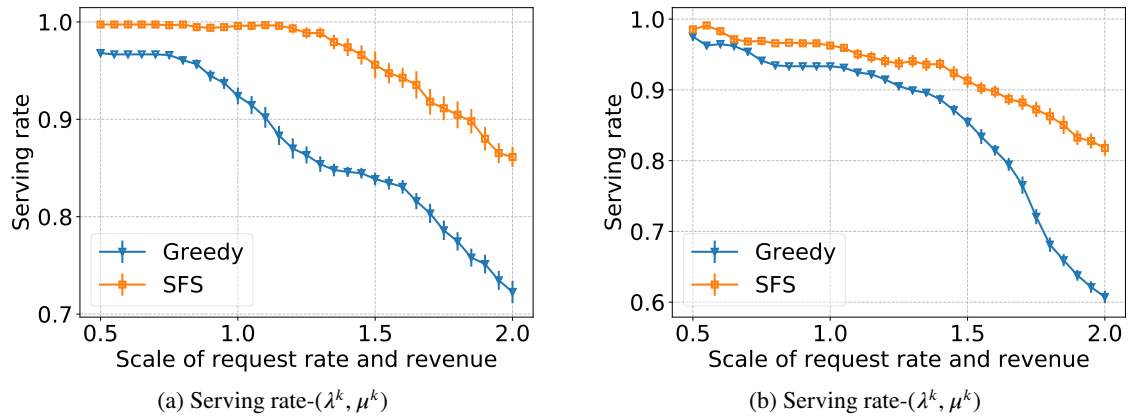 1.0
0.9
0.8
0.7
Serving rate
Greedy
SFS
0.5 1.0 1.5 2.0
Scale of request rate and revenue
(a) Serving rate-(λ^k, μ^k)
1.0
0.9
0.8
0.7
0.6
Serving rate
Greedy
SFS
0.5 1.0 1.5 2.0
Scale of request rate and revenue
(b) Serving rate-(λ^k, μ^k)